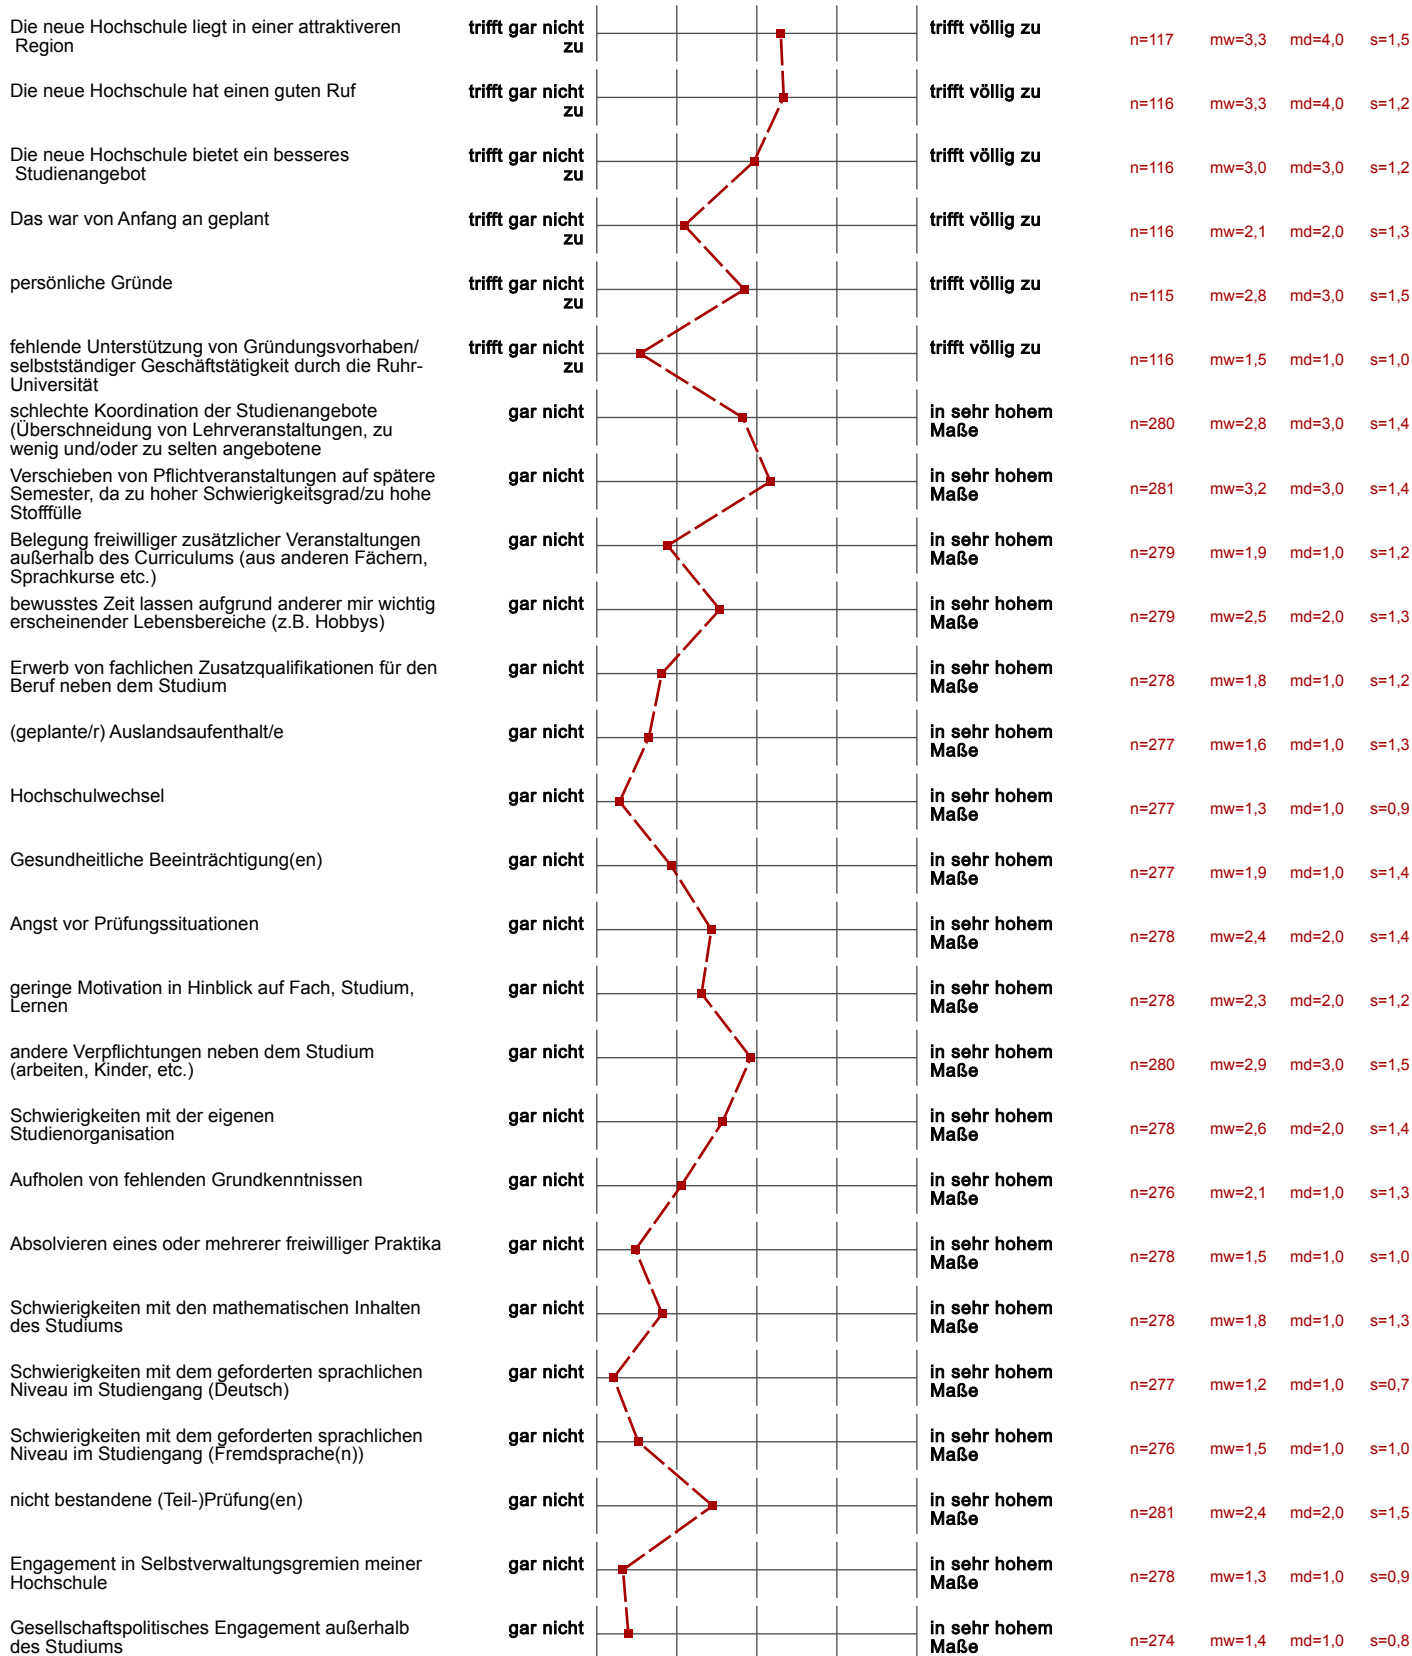 Die neue Hochschule liegt in einer attraktiveren
Region
trifft gar nicht
zu
trifft völlig zu
n=117 mw=3,3 md=4,0 s=1,5
Die neue Hochschule hat einen guten Ruf
trifft gar nicht
zu
trifft völlig zu
n=116 mw=3,3 md=4,0 s=1,2
Die neue Hochschule bietet ein besseres
Studienangebot
trifft gar nicht
zu
trifft völlig zu
n=116 mw=3,0 md=3,0 s=1,2
Das war von Anfang an geplant
trifft gar nicht
zu
trifft völlig zu
n=116 mw=2,1 md=2,0 s=1,3
persönliche Gründe
trifft gar nicht
zu
trifft völlig zu
n=115 mw=2,8 md=3,0 s=1,5
fehlende Unterstützung von Gründungsvorhaben/
selbstständiger Geschäftstätigkeit durch die Ruhr-
Universität
trifft gar nicht
zu
trifft völlig zu
n=116 mw=1,5 md=1,0 s=1,0
schlechte Koordination der Studienangebote
(Überschneidung von Lehrveranstaltungen, zu
wenig und/oder zu selten angebotene
gar nicht
in sehr hohem
Maße
n=280 mw=2,8 md=3,0 s=1,4
Verschieben von Pflichtveranstaltungen auf spätere
Semester, da zu hoher Schwierigkeitsgrad/zu hohe
Stofffülle
gar nicht
in sehr hohem
Maße
n=281 mw=3,2 md=3,0 s=1,4
Belegung freiwilliger zusätzlicher Veranstaltungen
außerhalb des Curriculums (aus anderen Fächern,
Sprachkurse etc.)
gar nicht
in sehr hohem
Maße
n=279 mw=1,9 md=1,0 s=1,2
bewusstes Zeit lassen aufgrund anderer mir wichtig
erscheinender Lebensbereiche (z.B. Hobbys)
gar nicht
in sehr hohem
Maße
n=279 mw=2,5 md=2,0 s=1,3
Erwerb von fachlichen Zusatzqualifikationen für den
Beruf neben dem Studium
gar nicht
in sehr hohem
Maße
n=278 mw=1,8 md=1,0 s=1,2
(geplante/r) Auslandsaufenthalt/e
gar nicht
in sehr hohem
Maße
n=277 mw=1,6 md=1,0 s=1,3
Hochschulwechsel
gar nicht
in sehr hohem
Maße
n=277 mw=1,3 md=1,0 s=0,9
Gesundheitliche Beeinträchtigung(en)
gar nicht
in sehr hohem
Maße
n=277 mw=1,9 md=1,0 s=1,4
Angst vor Prüfungssituationen
gar nicht
in sehr hohem
Maße
n=278 mw=2,4 md=2,0 s=1,4
geringe Motivation in Hinblick auf Fach, Studium,
Lernen
gar nicht
in sehr hohem
Maße
n=278 mw=2,3 md=2,0 s=1,2
andere Verpflichtungen neben dem Studium
(arbeiten, Kinder, etc.)
gar nicht
in sehr hohem
Maße
n=280 mw=2,9 md=3,0 s=1,5
Schwierigkeiten mit der eigenen
Studienorganisation
gar nicht
in sehr hohem
Maße
n=278 mw=2,6 md=2,0 s=1,4
Aufholen von fehlenden Grundkenntnissen
gar nicht
in sehr hohem
Maße
n=276 mw=2,1 md=1,0 s=1,3
Absolvieren eines oder mehrerer freiwilliger Praktika
gar nicht
in sehr hohem
Maße
n=278 mw=1,5 md=1,0 s=1,0
Schwierigkeiten mit den mathematischen Inhalten
des Studiums
gar nicht
in sehr hohem
Maße
n=278 mw=1,8 md=1,0 s=1,3
Schwierigkeiten mit dem geforderten sprachlichen
Niveau im Studiengang (Deutsch)
gar nicht
in sehr hohem
Maße
n=277 mw=1,2 md=1,0 s=0,7
Schwierigkeiten mit dem geforderten sprachlichen
Niveau im Studiengang (Fremdsprache(n))
gar nicht
in sehr hohem
Maße
n=276 mw=1,5 md=1,0 s=1,0
nicht bestandene (Teil-)Prüfung(en)
gar nicht
in sehr hohem
Maße
n=281 mw=2,4 md=2,0 s=1,5
Engagement in Selbstverwaltungsgremien meiner
Hochschule
gar nicht
in sehr hohem
Maße
n=278 mw=1,3 md=1,0 s=0,9
Gesellschaftspolitisches Engagement außerhalb
des Studiums
gar nicht
in sehr hohem
Maße
n=274 mw=1,4 md=1,0 s=0,8